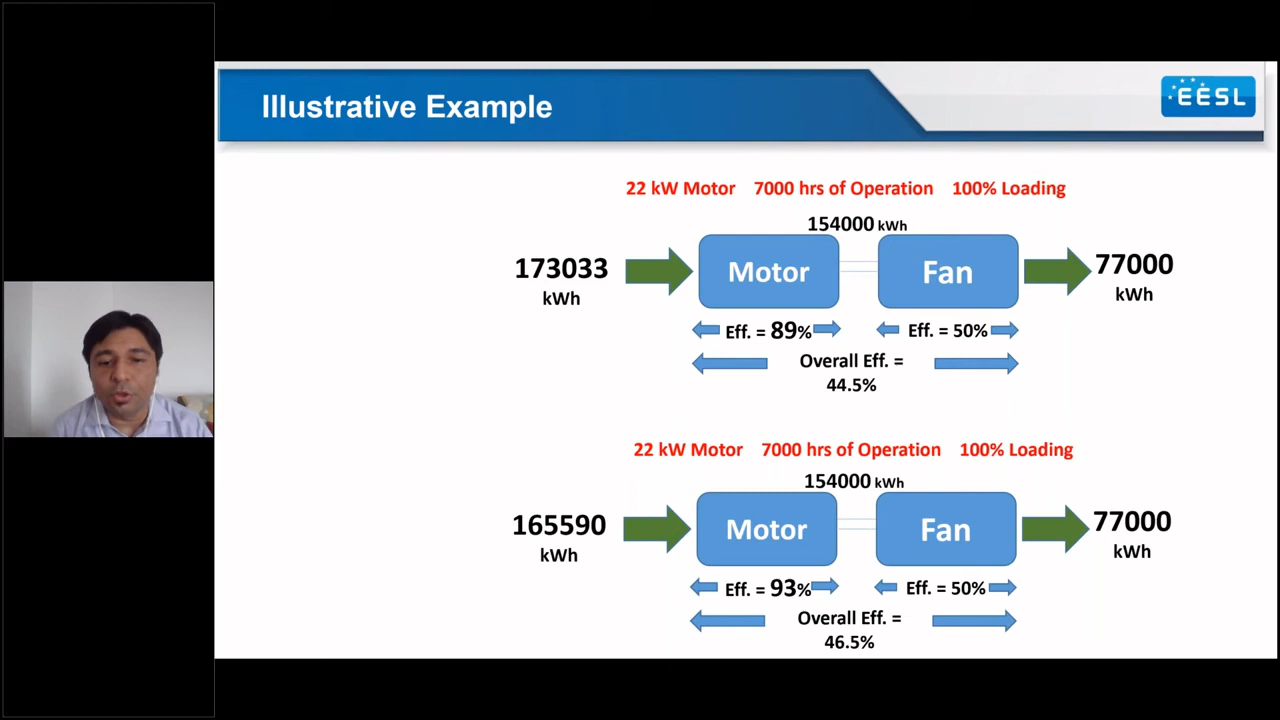 Illustrative Example
EESL
22 kW Motor 7000 hrs of Operation 100% Loading
154000 kWh
173033
kWh
Motor
Fan
77000
kWh
Eff. = 89%
Eff. = 50%
Overall Eff. =
44.5%
22 kW Motor 7000 hrs of Operation 100% Loading
154000 kWh
165590
kWh
Motor
Fan
77000
kWh
Eff. = 93%
Eff. = 50%
Overall Eff. =
46.5%